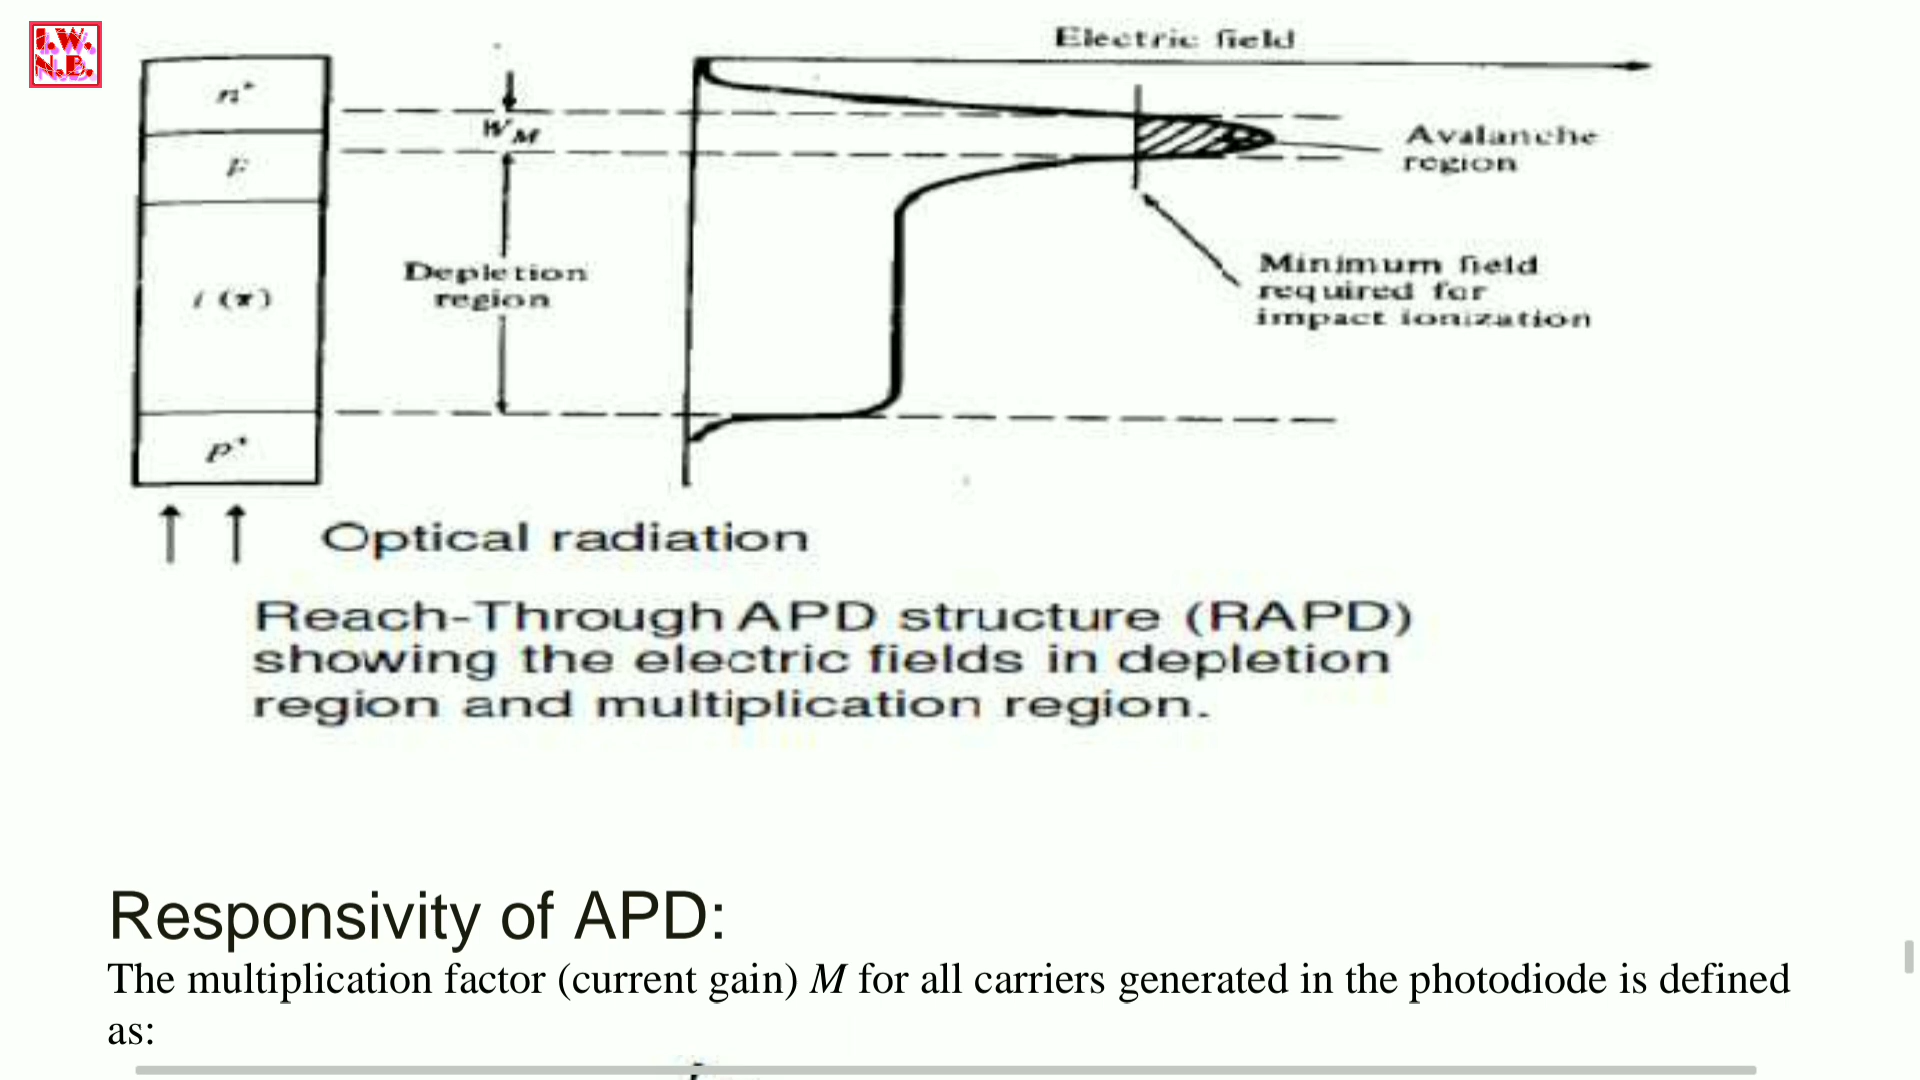 I.W.
N.B.
Electric field
n⁺
W_M
Avalanche
region
p
Depletion
region
i (π)
Minimum field
required for
impact ionization
p⁺
Optical radiation
Reach-Through APD structure (RAPD)
showing the electric fields in depletion
region and multiplication region.
Responsivity of APD:
The multiplication factor (current gain) M for all carriers generated in the photodiode is defined
as: